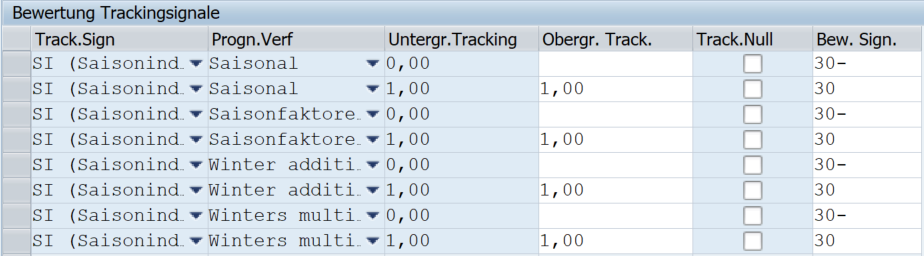 Bewertung Trackingsignale
Track.Sign Progn.Verf Untergr.Tracking Obergr. Track. Track.Null Bew. Sign.
SI (Saisonind… Saisonal 0,00 30-
SI (Saisonind… Saisonal 1,00 1,00 30
SI (Saisonind… Saisonfaktore… 0,00 30-
SI (Saisonind… Saisonfaktore… 1,00 1,00 30
SI (Saisonind… Winter additi… 0,00 30-
SI (Saisonind… Winter additi… 1,00 1,00 30
SI (Saisonind… Winters multi… 0,00 30-
SI (Saisonind… Winters multi… 1,00 1,00 30